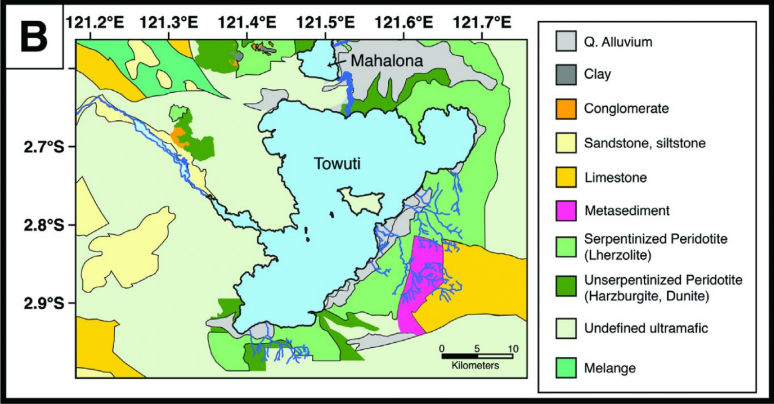 B
121.2°E 121.3°E 121.4°E 121.5°E 121.6°E 121.7°E
Mahalona
2.7°S
Towuti
2.8°S
2.9°S
0 5 10
Kilometers
Q. Alluvium
Clay
Conglomerate
Sandstone, siltstone
Limestone
Metasediment
Serpentinized Peridotite
(Lherzolite)
Unserpentinized Peridotite
(Harzburgite, Dunite)
Undefined ultramafic
Melange